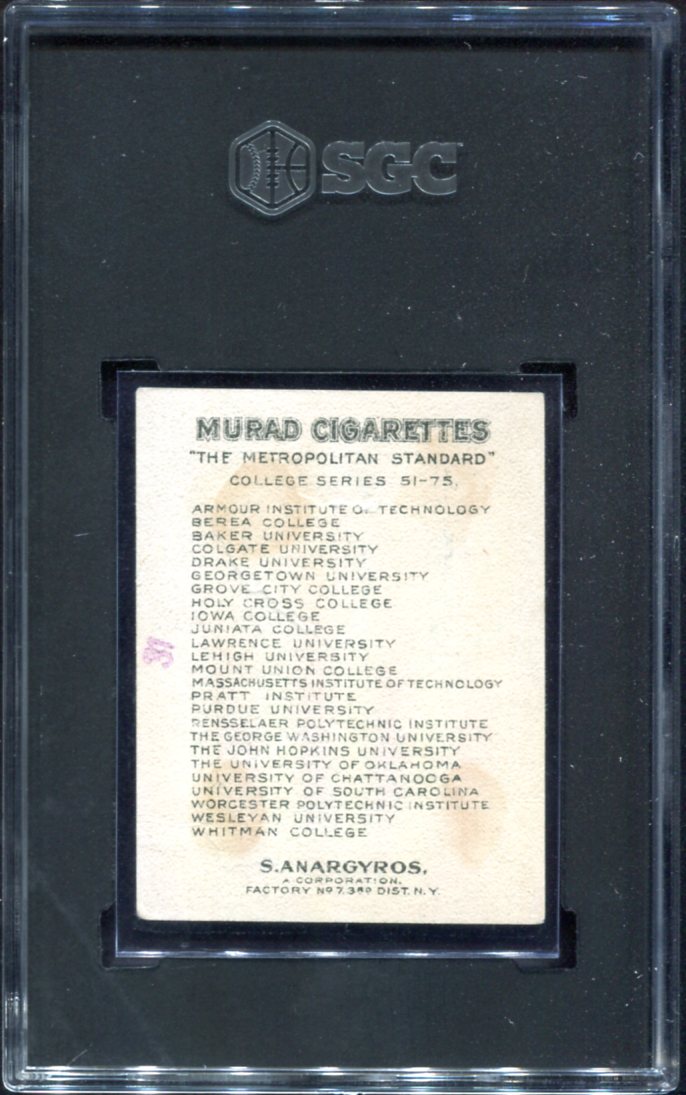 SGC
MURAD CIGARETTES
"THE METROPOLITAN STANDARD"
COLLEGE SERIES 51-75.
ARMOUR INSTITUTE OF TECHNOLOGY
BEREA COLLEGE
BAKER UNIVERSITY
COLGATE UNIVERSITY
DRAKE UNIVERSITY
GEORGETOWN UNIVERSITY
GROVE CITY COLLEGE
HOLY CROSS COLLEGE
IOWA COLLEGE
JUNIATA COLLEGE
LAWRENCE UNIVERSITY
LEHIGH UNIVERSITY
MOUNT UNION COLLEGE
MASSACHUSETTS INSTITUTE OF TECHNOLOGY
PRATT INSTITUTE
PURDUE UNIVERSITY
RENSSELAER POLYTECHNIC INSTITUTE
THE GEORGE WASHINGTON UNIVERSITY
THE JOHN HOPKINS UNIVERSITY
THE UNIVERSITY OF OKLAHOMA
UNIVERSITY OF CHATTANOOGA
UNIVERSITY OF SOUTH CAROLINA
WORCESTER POLYTECHNIC INSTITUTE
WESLEYAN UNIVERSITY
WHITMAN COLLEGE
S. ANARGYROS,
A CORPORATION.
FACTORY Nº 7. 3RD DIST. N.Y.